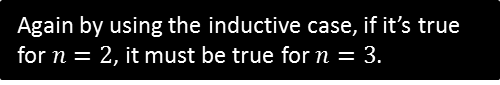 Again by using the inductive case, if it’s true
for n = 2, it must be true for n = 3.